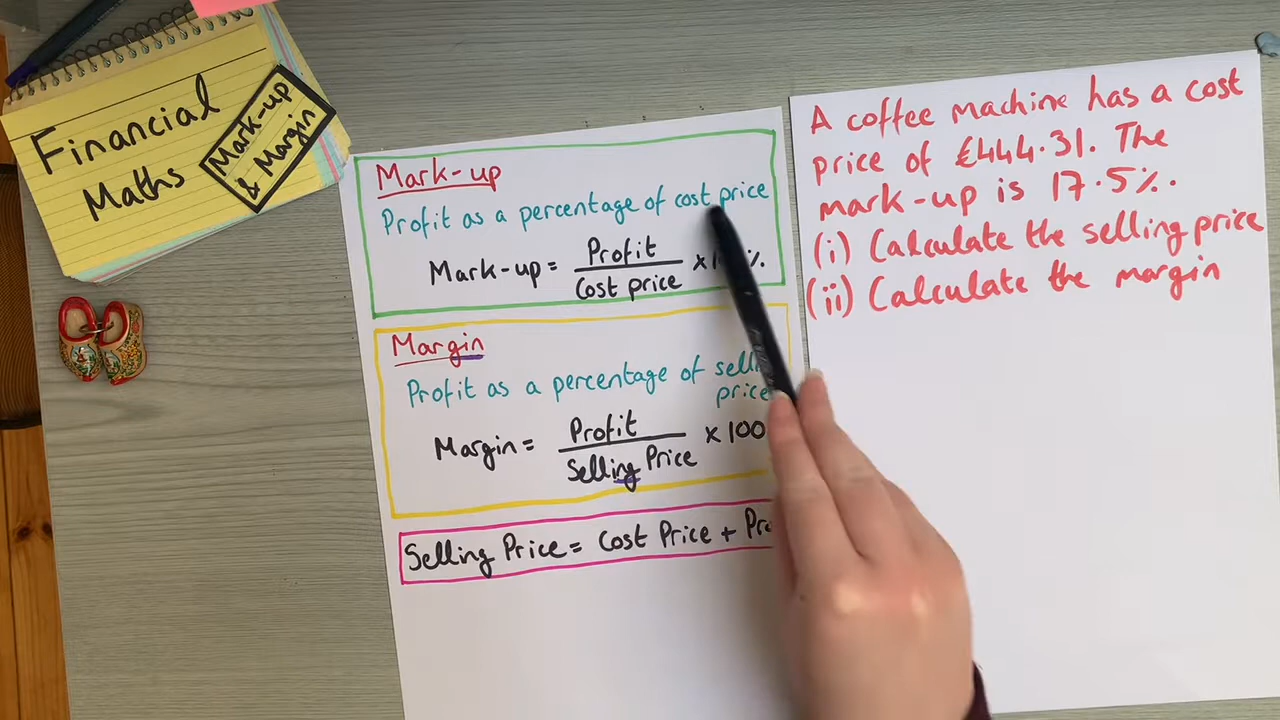 Financial
Maths
Mark-up
& Margin
Mark-up
Profit as a percentage of cost price
Mark-up = Profit
Cost price
Margin
Profit as a percentage of
price
Margin = Profit × 100
Selling Price
Selling Price = Cost Price +
A coffee machine has a cost
price of £444.31. The
mark-up is 17.5%.
(i) Calculate the selling price
(ii) Calculate the margin